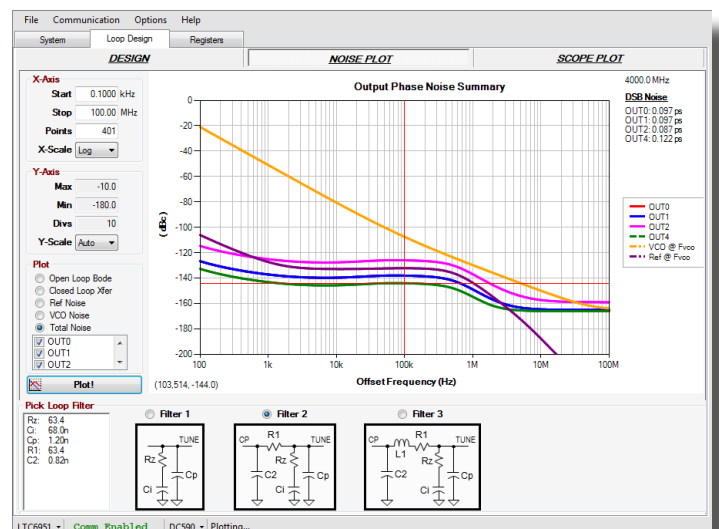 File Communication Options Help
System Loop Design Registers
DESIGN NOISE PLOT SCOPE PLOT
X-Axis
Start 0.1000 kHz
Stop 100.00 MHz
Points 401
X-Scale Log
Y-Axis
Max -10.0
Min -180.0
Divs 10
Y-Scale Auto
Plot
Open Loop Bode
Closed Loop Xfer
Ref Noise
VCO Noise
Total Noise
OUT0
OUT1
OUT2
Plot!
Output Phase Noise Summary
4000.0 MHz
DSB Noise
OUT0: 0.097 ps
OUT1: 0.097 ps
OUT2: 0.087 ps
OUT4: 0.122 ps
(dBc)
0
-20
-40
-60
-80
-100
-120
-140
-160
-180
-200
100 1k 10k 100k 1M 10M 100M
(103,514, -144.0)
Offset Frequency (Hz)
OUT0
OUT1
OUT2
OUT4
VCO @ Fvco
Ref @ Fvco
Pick Loop Filter
Rz: 63.4
Ci: 68.0n
Cp: 1.20n
R1: 63.4
C2: 0.82n
Filter 1
TUNE
Rz
Cp
Ci
Filter 2
CP R1 TUNE
Rz
C2 Cp
Ci
Filter 3
CP R1 TUNE
L1
Rz
C2 Cp
Ci
LTC6951 Comm Enabled DC590 Plotting...